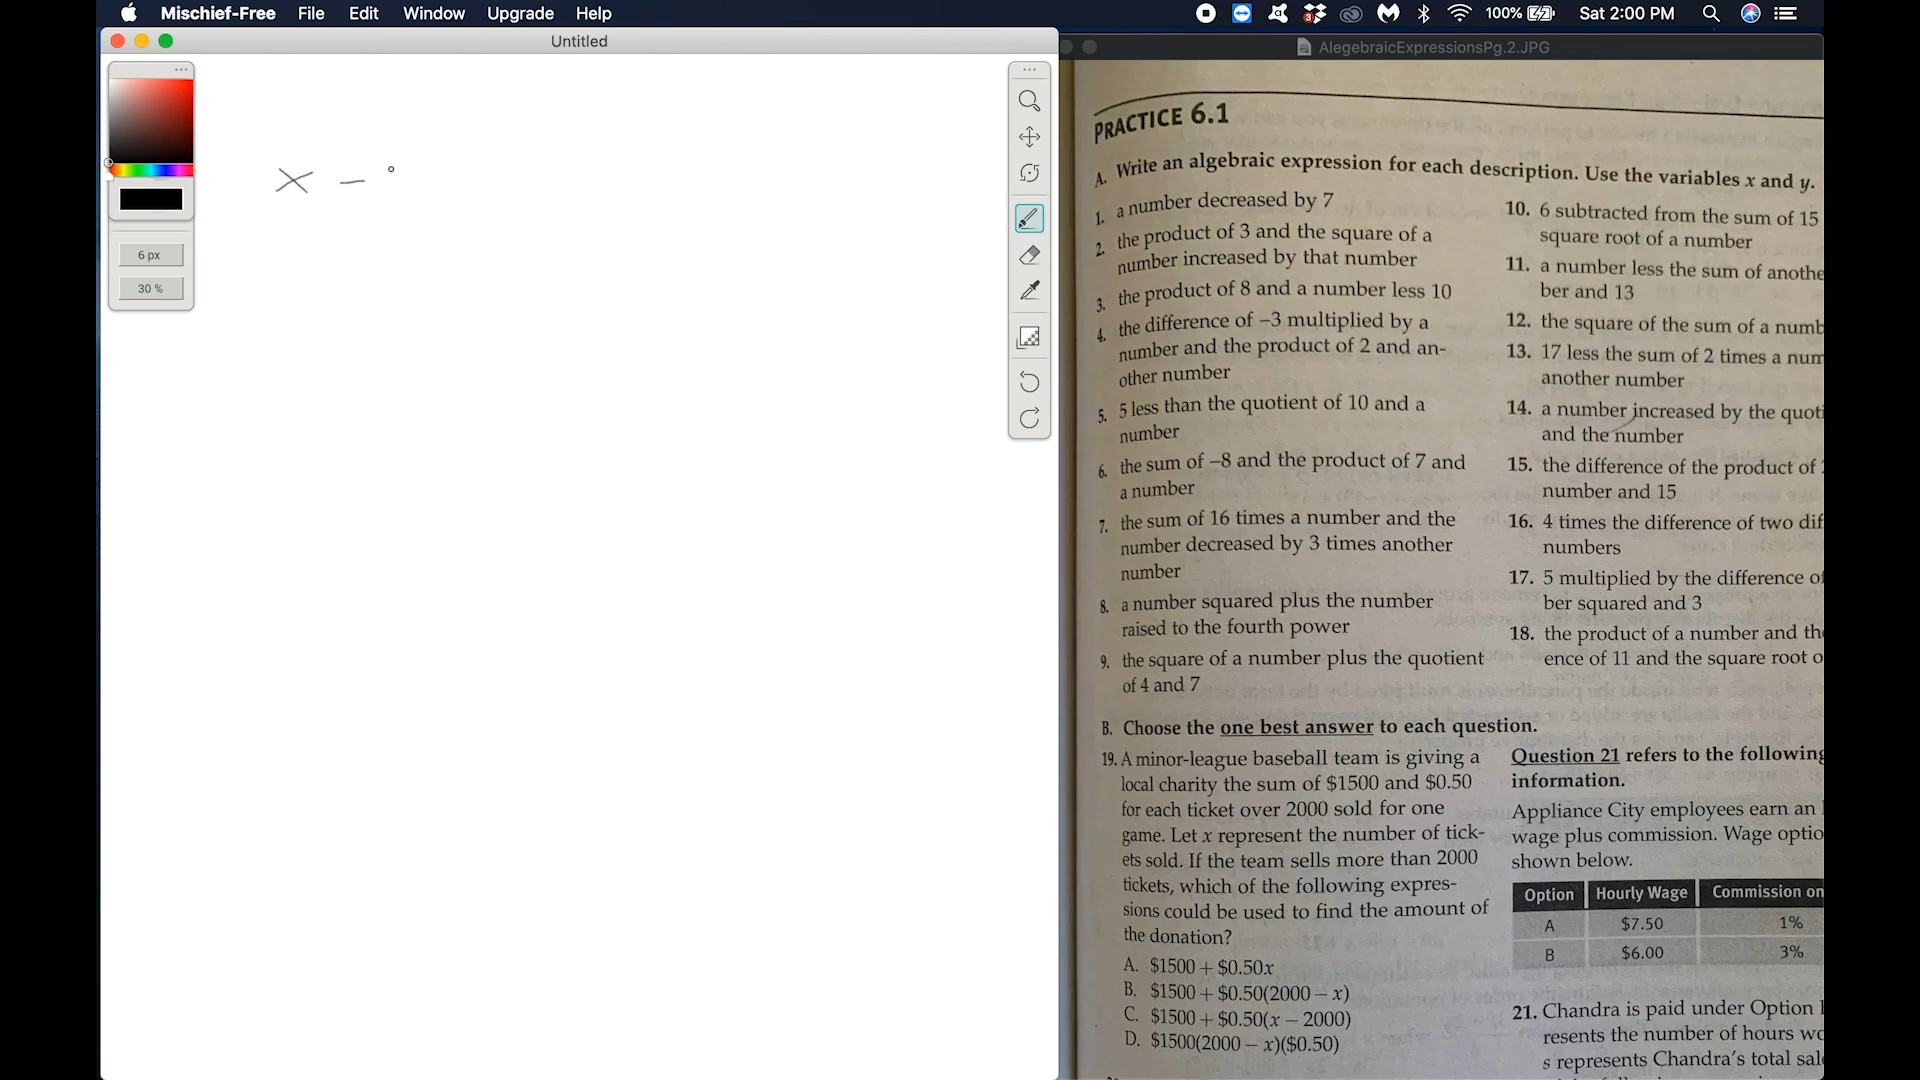 Mischief-Free File Edit Window Upgrade Help 100% Sat 2:00 PM
Untitled
AlegebraicExpressionsPg.2.JPG
6 px
30 %
x –
PRACTICE 6.1
A. Write an algebraic expression for each description. Use the variables x and y.
1. a number decreased by 7
2. the product of 3 and the square of a
number increased by that number
3. the product of 8 and a number less 10
4. the difference of –3 multiplied by a
number and the product of 2 and an-
other number
5. 5 less than the quotient of 10 and a
number
6. the sum of –8 and the product of 7 and
a number
7. the sum of 16 times a number and the
number decreased by 3 times another
number
8. a number squared plus the number
raised to the fourth power
9. the square of a number plus the quotient
of 4 and 7
10. 6 subtracted from the sum of 15
square root of a number
11. a number less the sum of anothe
ber and 13
12. the square of the sum of a numb
13. 17 less the sum of 2 times a num
another number
14. a number increased by the quoti
and the number
15. the difference of the product of
number and 15
16. 4 times the difference of two dif
numbers
17. 5 multiplied by the difference of
ber squared and 3
18. the product of a number and the
ence of 11 and the square root o
B. Choose the one best answer to each question.
19. A minor-league baseball team is giving a
local charity the sum of $1500 and $0.50
for each ticket over 2000 sold for one
game. Let x represent the number of tick-
ets sold. If the team sells more than 2000
tickets, which of the following expres-
sions could be used to find the amount of
the donation?
A. $1500 + $0.50x
B. $1500 + $0.50(2000 – x)
C. $1500 + $0.50(x – 2000)
D. $1500(2000 – x)($0.50)
Question 21 refers to the following
information.
Appliance City employees earn an
wage plus commission. Wage optio
shown below.
Option Hourly Wage Commission on
A $7.50 1%
B $6.00 3%
21. Chandra is paid under Option
resents the number of hours wo
s represents Chandra's total sal